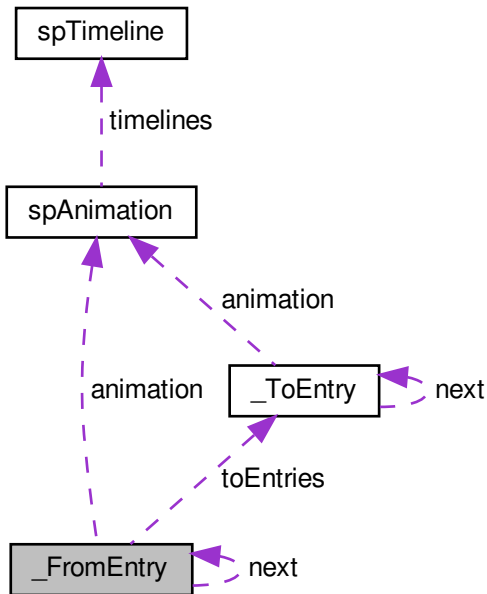 spTimeline
timelines
spAnimation
animation
animation
_ToEntry
next
toEntries
_FromEntry
next